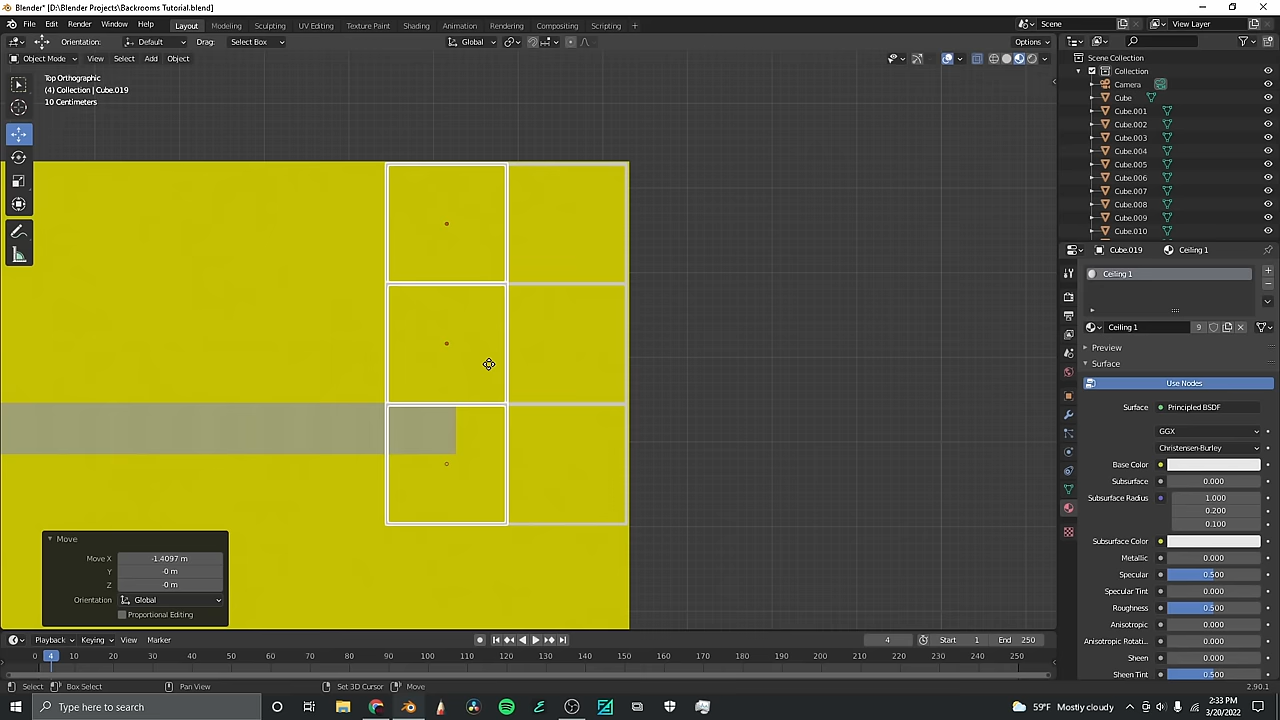 Blender* [D:\Blender Projects\Backrooms Tutorial.blend]
File Edit Render Window Help Layout Modeling Sculpting UV Editing Texture Paint Shading Animation Rendering Compositing Scripting + Scene View Layer
Orientation: Default Drag: Select Box Global Options
Object Mode View Select Add Object
Top Orthographic
(4) Collection | Cube.019
10 Centimeters
Scene Collection
Collection
Camera
Cube
Cube.001
Cube.002
Cube.003
Cube.004
Cube.005
Cube.006
Cube.007
Cube.008
Cube.009
Cube.010
Cube.019 Ceiling 1
Ceiling 1
Ceiling 1 9
Preview
Surface
Use Nodes
Surface Principled BSDF
GGX
Christensen-Burley
Base Color
Subsurface 0.000
Subsurface Radius 1.000
0.200
0.100
Subsurface Color
Metallic 0.000
Specular 0.500
Specular Tint 0.000
Roughness 0.500
Anisotropic 0.000
Anisotropic Rotati... 0.000
Sheen 0.000
Sheen Tint 0.500
Move
Move X -1.4097 m
Y -0 m
Z -0 m
Orientation Global
Proportional Editing
Playback Keying View Marker 4 Start 1 End 250
0 4 10 20 30 40 50 60 70 80 90 100 110 120 130 140 150 160 170 180 190 200 210 220 230 240 250
Select Box Select Pan View Set 3D Cursor Move 2.90.1
Type here to search 59°F Mostly cloudy 2:33 PM
3/20/2022